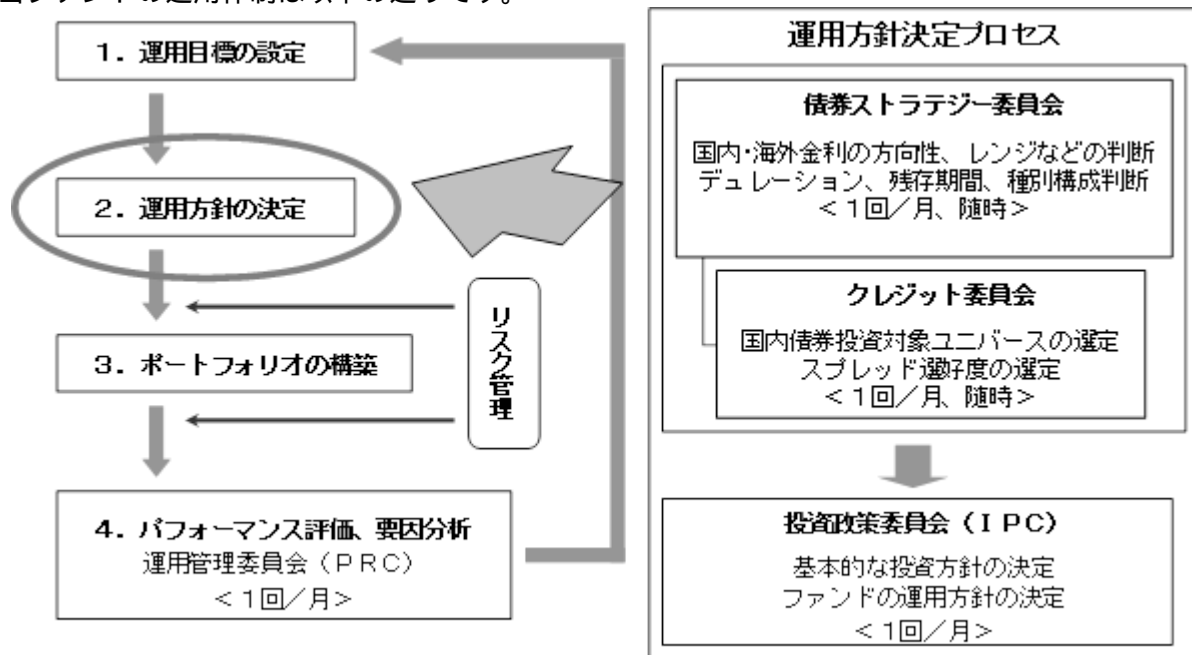 当ファンドの運用体制は以下の通りです。
1．運用目標の設定
2．運用方針の決定
リスク管理
3．ポートフォリオの構築
4．パフォーマンス評価、要因分析
運用管理委員会（ＰＲＣ）
＜1回／月＞
運用方針決定プロセス
債券ストラテジー委員会
国内・海外金利の方向性、レンジなどの判断
デュレーション、残存期間、種別構成判断
＜1回／月、随時＞
クレジット委員会
国内債券投資対象ユニバースの選定
スプレッド選好度の選定
＜1回／月、随時＞
投資政策委員会（ＩＰＣ）
基本的な投資方針の決定
ファンドの運用方針の決定
＜1回／月＞